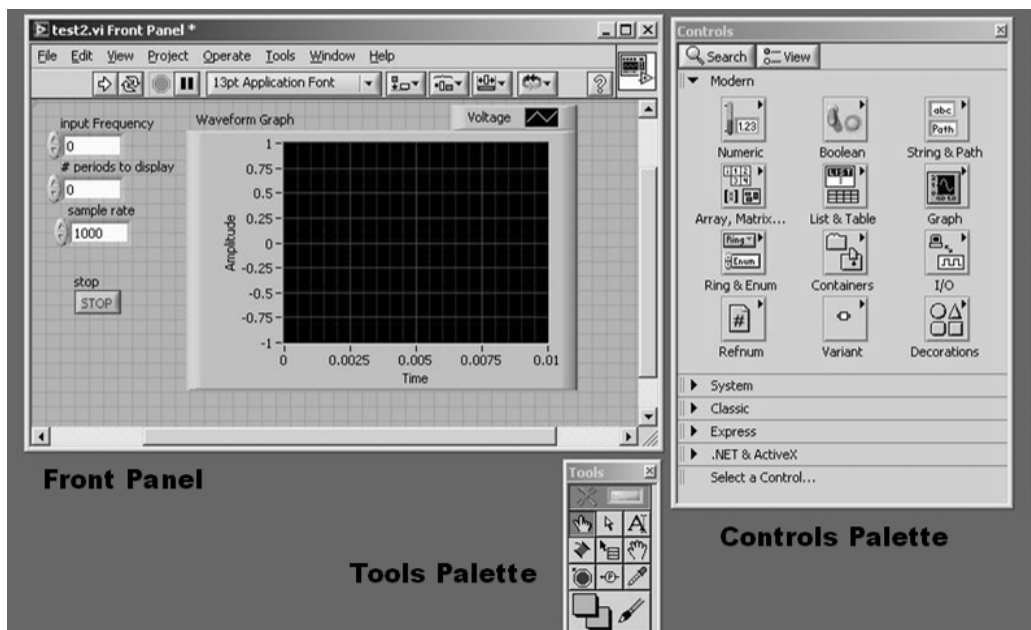 test2.vi Front Panel *
File Edit View Project Operate Tools Window Help
13pt Application Font
input Frequency
0
# periods to display
0
sample rate
1000
stop
STOP
Waveform Graph
Voltage
Amplitude
1
0.75
0.5
0.25
0
-0.25
-0.5
-0.75
-1
0 0.0025 0.005 0.0075 0.01
Time
Front Panel
Controls
Search View
Modern
1.23
abc
Path
Numeric Boolean String & Path
LIST
Array, Matrix... List & Table Graph
Ring
Enum
Ring & Enum Containers I/O
#
Refnum Variant Decorations
System
Classic
Express
.NET & ActiveX
Select a Control...
Controls Palette
Tools
A
P
Tools Palette